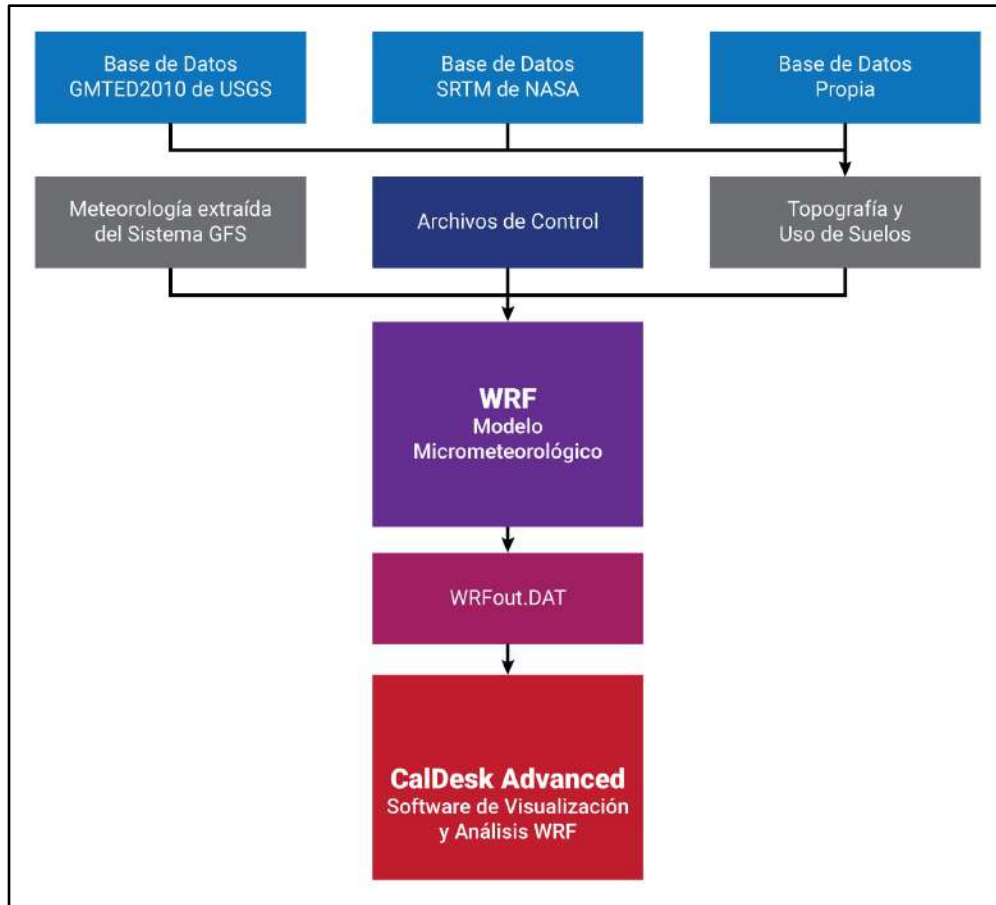 Base de Datos
GMTED2010 de USGS
Base de Datos
SRTM de NASA
Base de Datos
Propia
Meteorología extraída
del Sistema GFS
Archivos de Control
Topografía y
Uso de Suelos
WRF
Modelo
Micrometeorológico
WRFout.DAT
CalDesk Advanced
Software de Visualización
y Análisis WRF